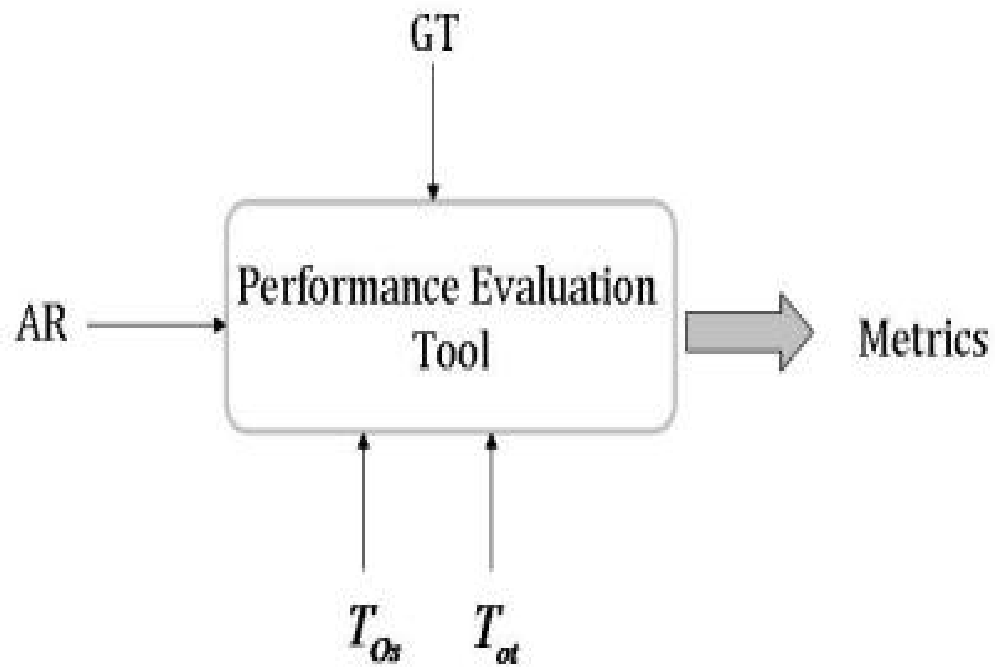 GT
Performance Evaluation
Tool
AR
Metrics
T_Os
T_ot